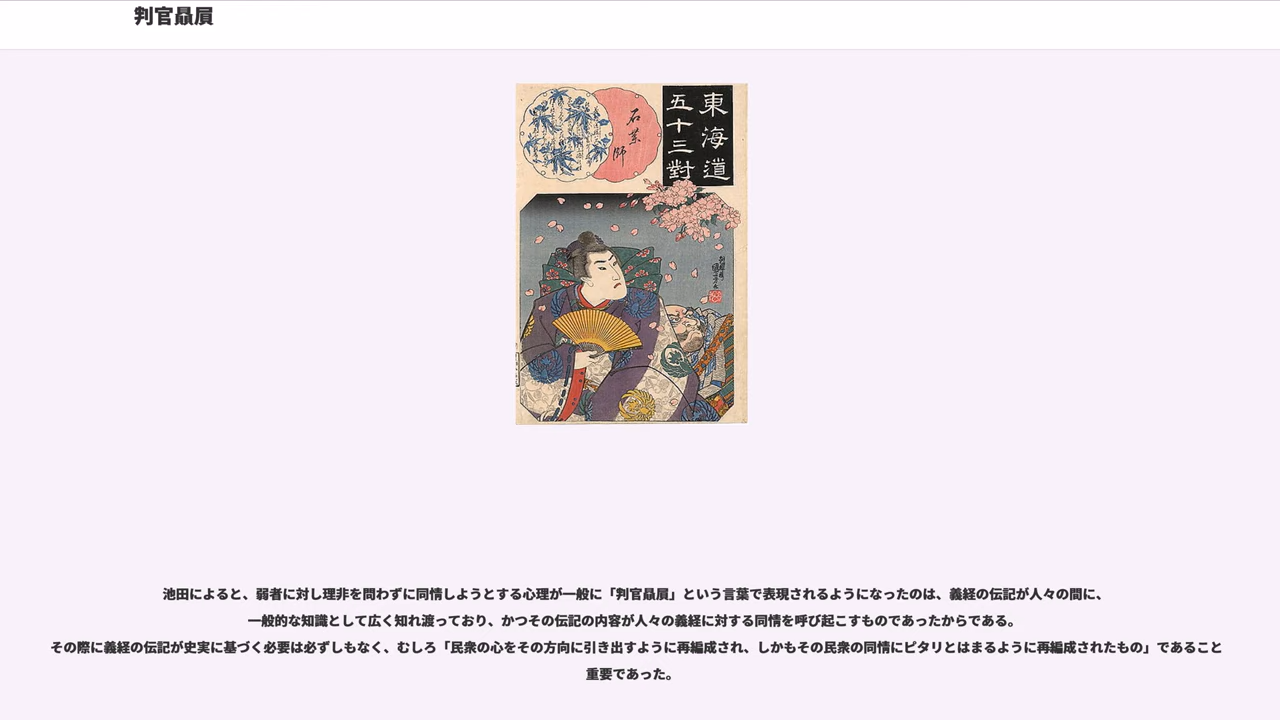 判官贔屓
東海道
五十三對
石薬師
池田によると、弱者に対し理非を問わずに同情しようとする心理が一般に「判官贔屓」という言葉で表現されるようになったのは、義経の伝記が人々の間に、
一般的な知識として広く知れ渡っており、かつその伝記の内容が人々の義経に対する同情を呼び起こすものであったからである。
その際に義経の伝記が史実に基づく必要は必ずしもなく、むしろ「民衆の心をその方向に引き出すように再編成され、しかもその民衆の同情にピタリとはまるように再編成されたもの」であること
重要であった。